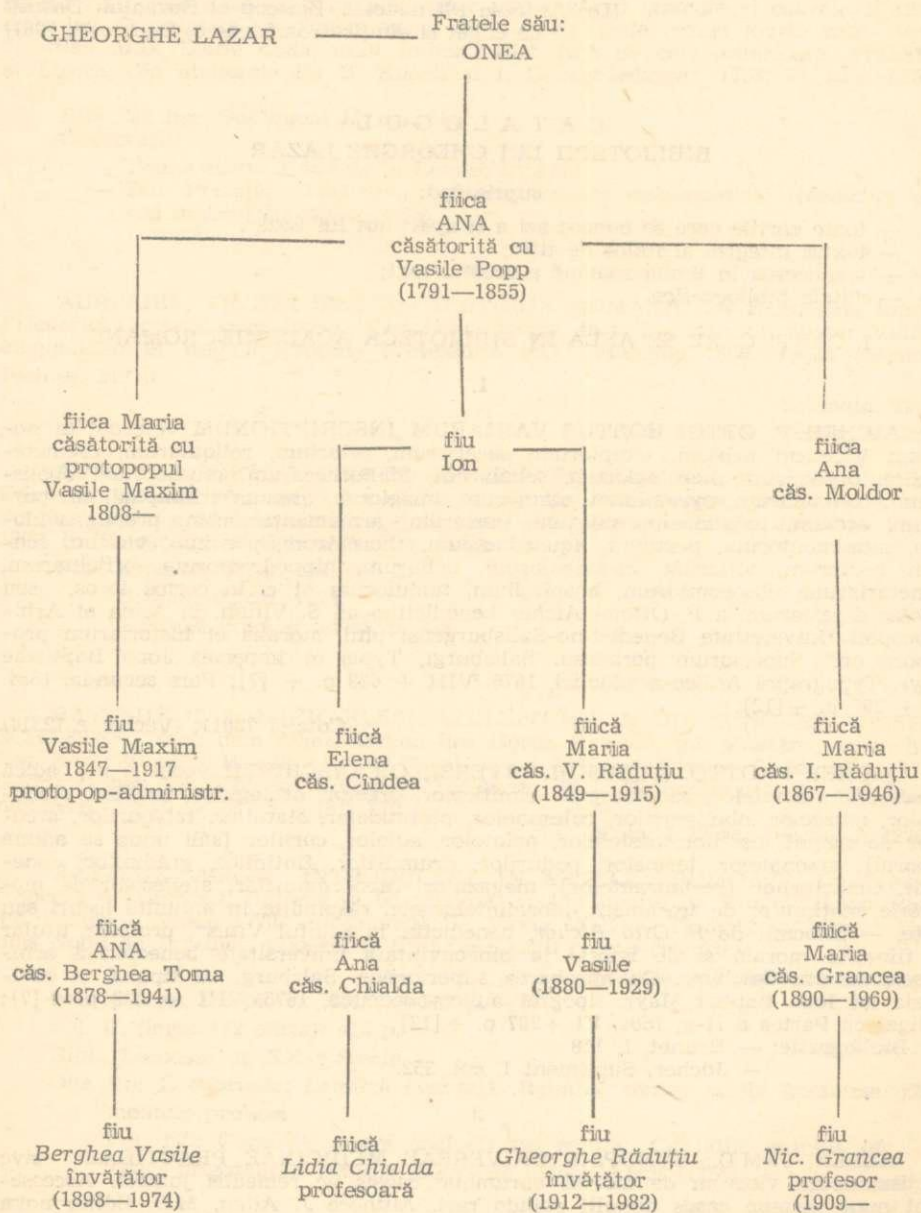 GHEORGHE LAZAR
Fratele său:
ONEA
fiica
ANA
căsătorită cu
Vasile Popp
(1791—1855)
fiica Maria
căsătorită cu
protopopul
Vasile Maxim
1808—
fiu
Ion
fiica
Ana
căs. Moldor
fiu
Vasile Maxim
1847—1917
protopop-administr.
fiică
Elena
căs. Cîndea
fiică
Maria
căs. V. Răduțiu
(1849—1915)
fiică
Maria
căs. I. Răduțiu
(1867—1946)
fiică
ANA
căs. Berghea Toma
(1878—1941)
fiică
Ana
căs. Chialda
fiu
Vasile
(1880—1929)
fiică
Maria
căs. Grancea
(1890—1969)
fiu
Berghea Vasile
învățător
(1898—1974)
fiică
Lidia Chialda
profesoară
fiu
Gheorghe Răduțiu
învățător
(1912—1982)
fiu
Nic. Grancea
profesor
(1909—